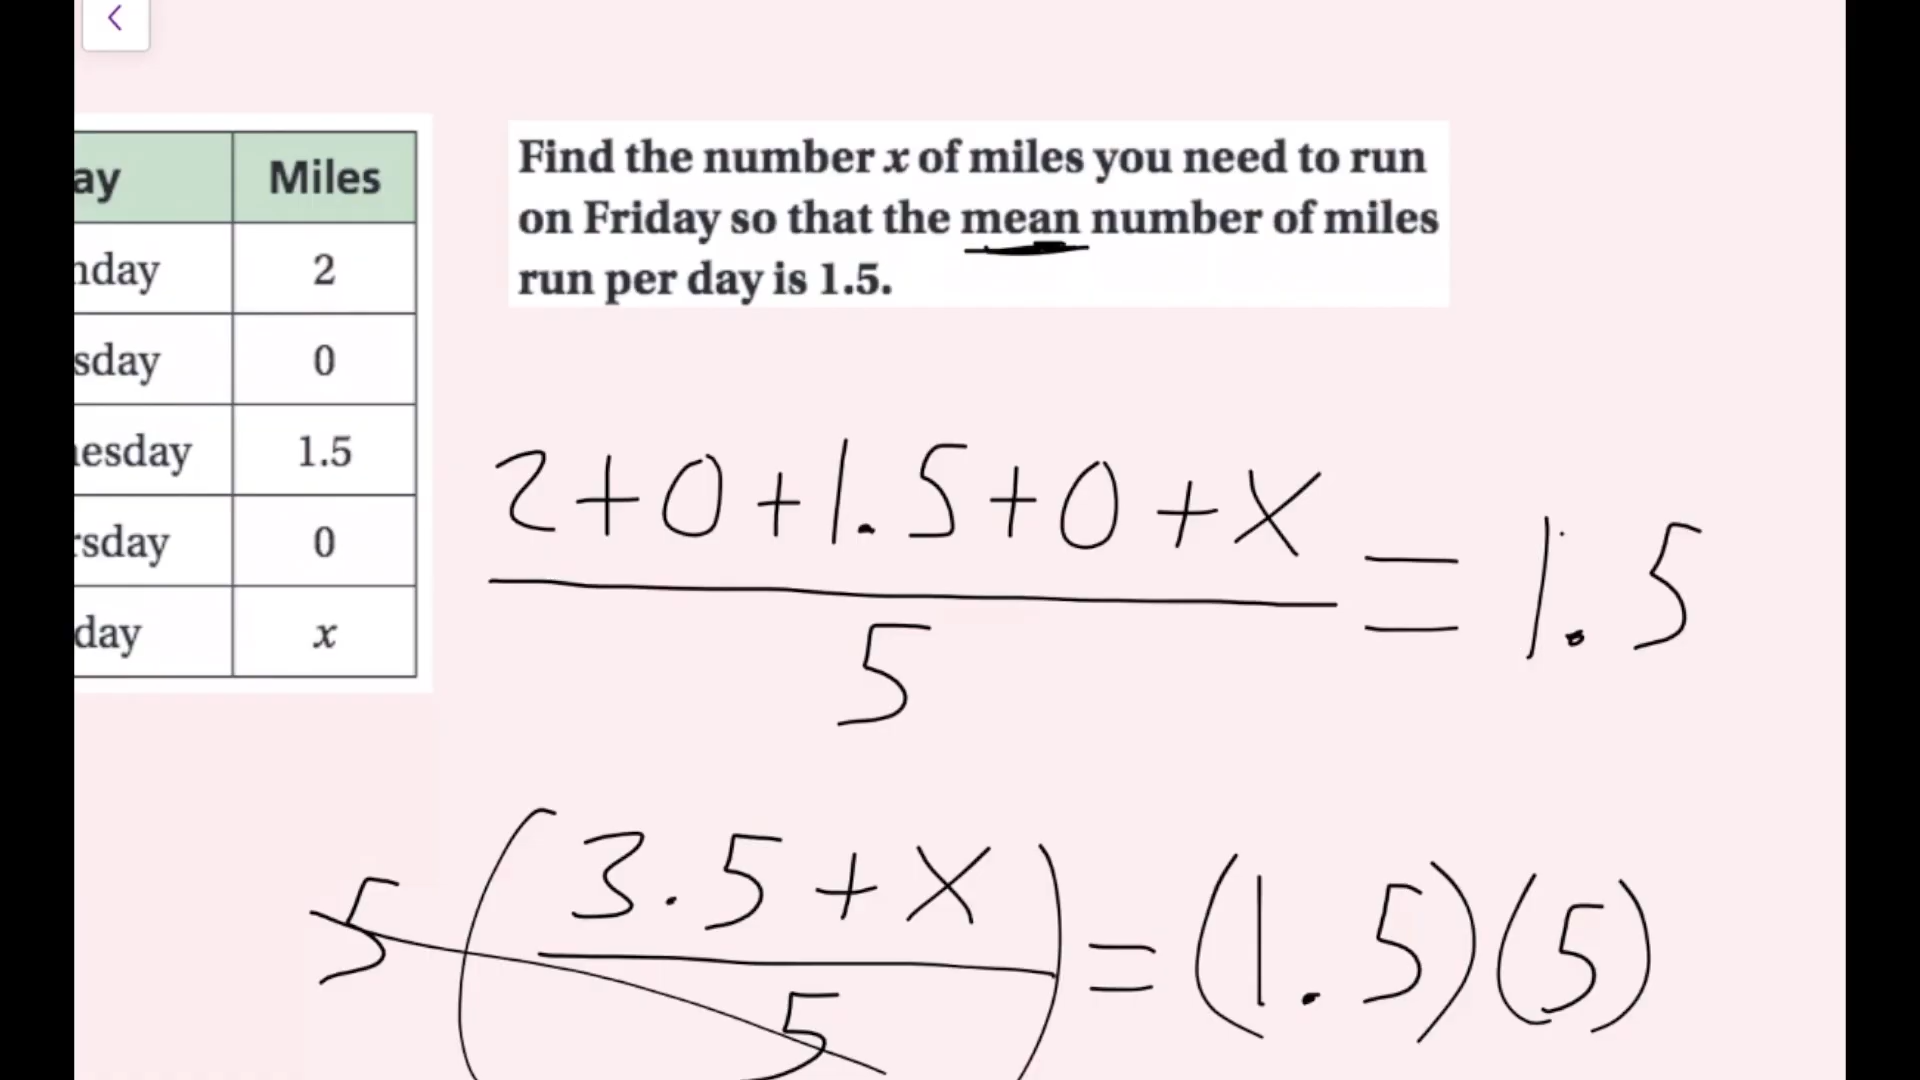 ay Miles
nday 2
sday 0
nesday 1.5
rsday 0
day x
Find the number x of miles you need to run
on Friday so that the mean number of miles
run per day is 1.5.
2+0+1.5+0+x
5
= 1.5
5 (3.5+x
5) = (1.5)(5)